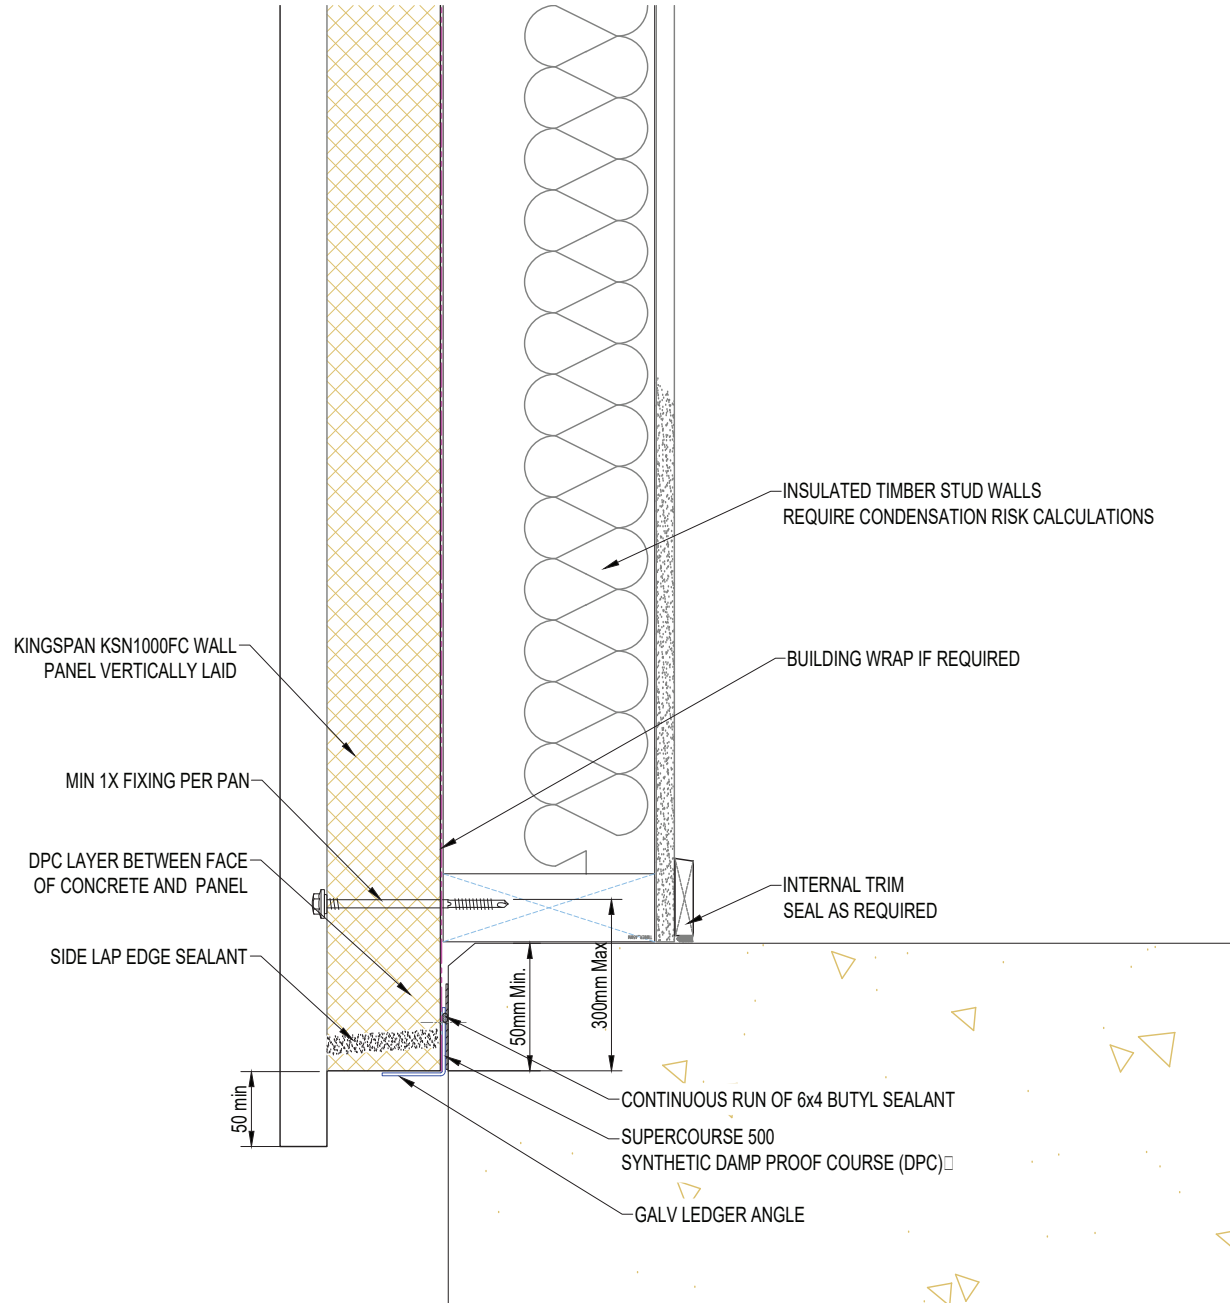 INSULATED TIMBER STUD WALLS
REQUIRE CONDENSATION RISK CALCULATIONS
KINGSPAN KSN1000FC WALL
PANEL VERTICALLY LAID
BUILDING WRAP IF REQUIRED
MIN 1X FIXING PER PAN
DPC LAYER BETWEEN FACE
OF CONCRETE AND PANEL
INTERNAL TRIM
SEAL AS REQUIRED
SIDE LAP EDGE SEALANT
50mm Min.
300mm Max
50 min
CONTINUOUS RUN OF 6x4 BUTYL SEALANT
SUPERCOURSE 500
SYNTHETIC DAMP PROOF COURSE (DPC)□
GALV LEDGER ANGLE